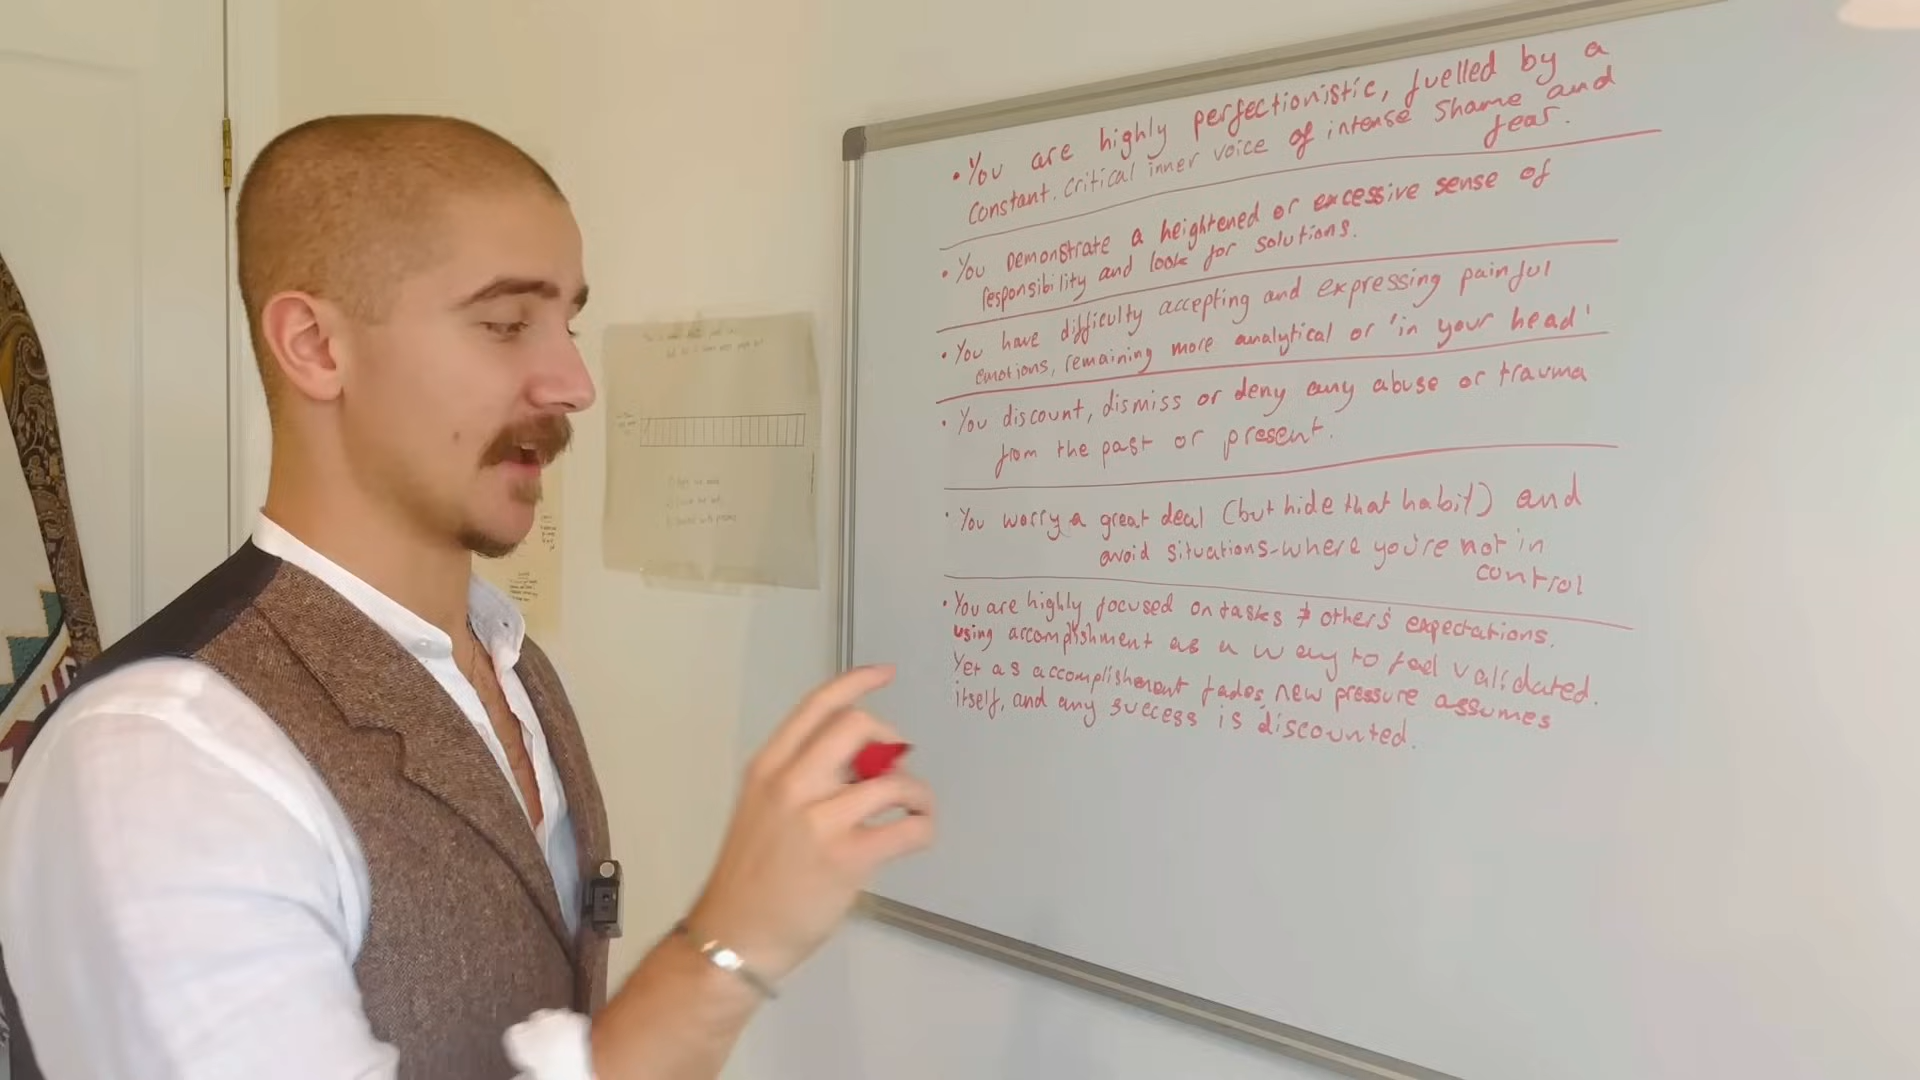 • You are highly perfectionistic, fuelled by a
constant. critical inner voice of intense shame and
fear.
• You demonstrate a heightened or excessive sense of
responsibility and look for solutions.
• You have difficulty accepting and expressing painful
emotions, remaining more analytical or 'in your head'
• You discount, dismiss or deny any abuse or trauma
from the past or present.
• You worry a great deal (but hide that habit) and
avoid situations where you're not in
control
• You are highly focused on tasks & other's expectations.
using accomplishment as a way to feel validated.
Yet as accomplishment fades, new pressure assumes
itself, and any success is discounted.